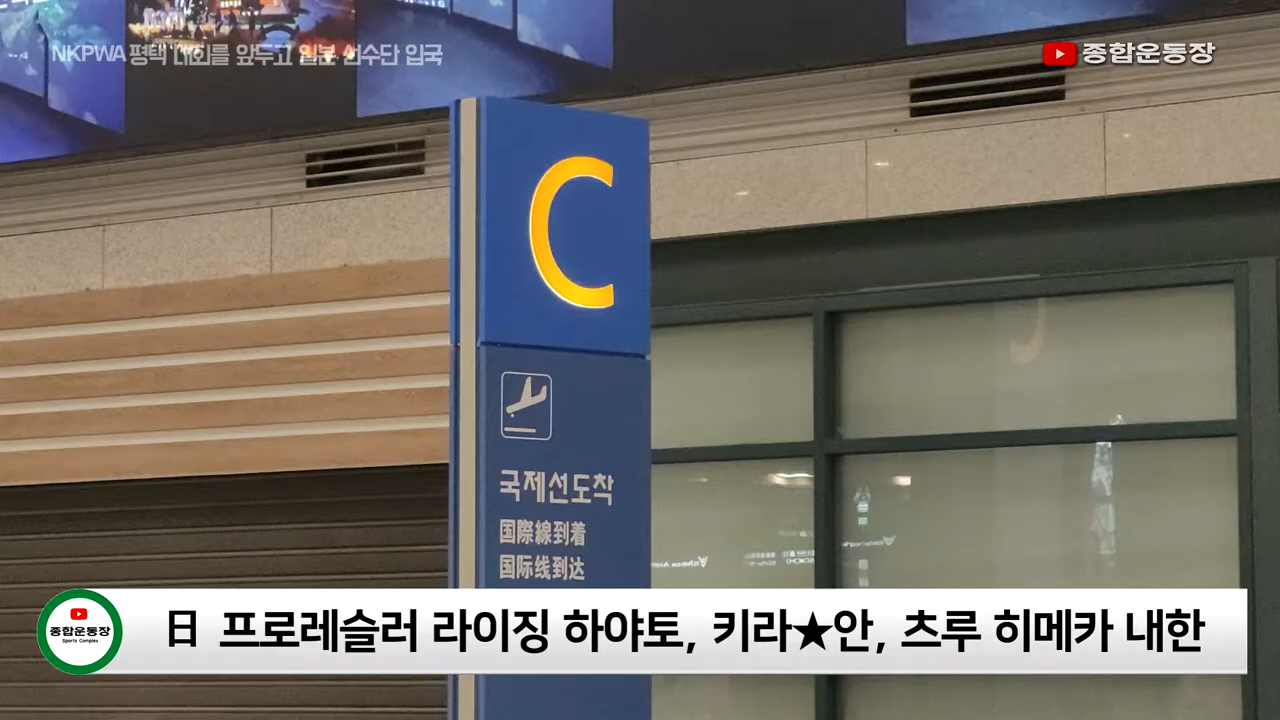 NKPWA 평택 대회를 앞두고 일본 선수단 입국
종합운동장
C
국제선도착
国際線到着
国际线到达
종합운동장
Sports Complex
日 프로레슬러 라이징 하야토, 키라★안, 츠루 히메카 내한